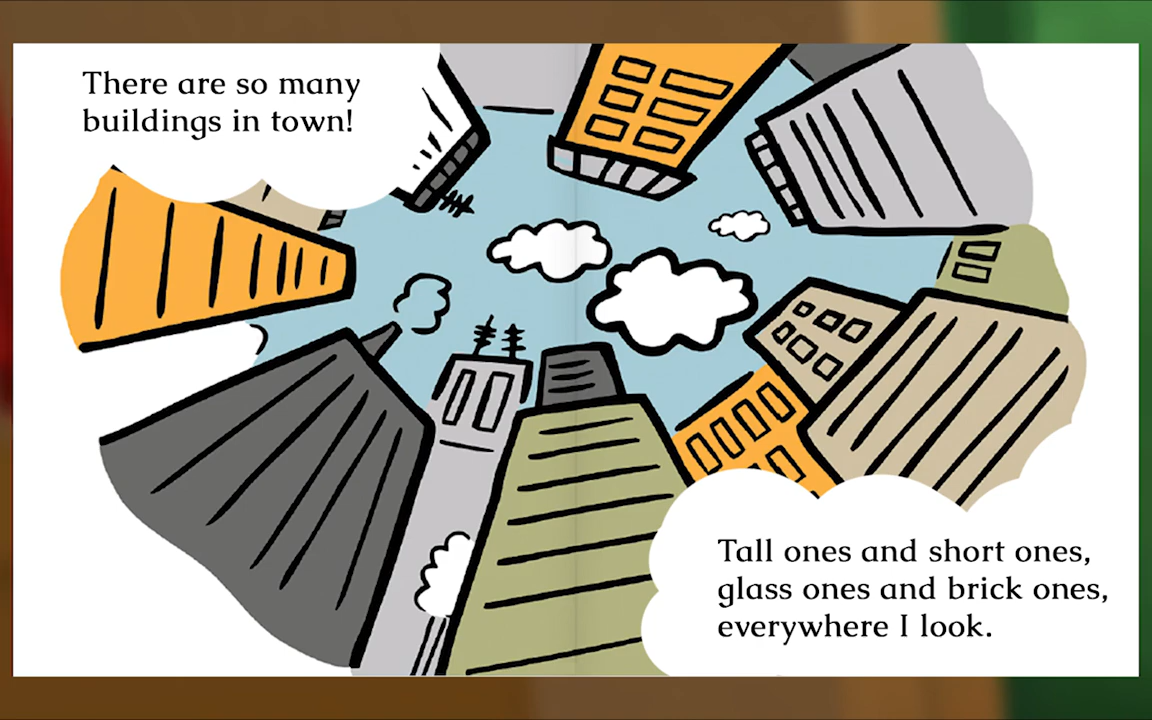 There are so many
buildings in town!
Tall ones and short ones,
glass ones and brick ones,
everywhere I look.